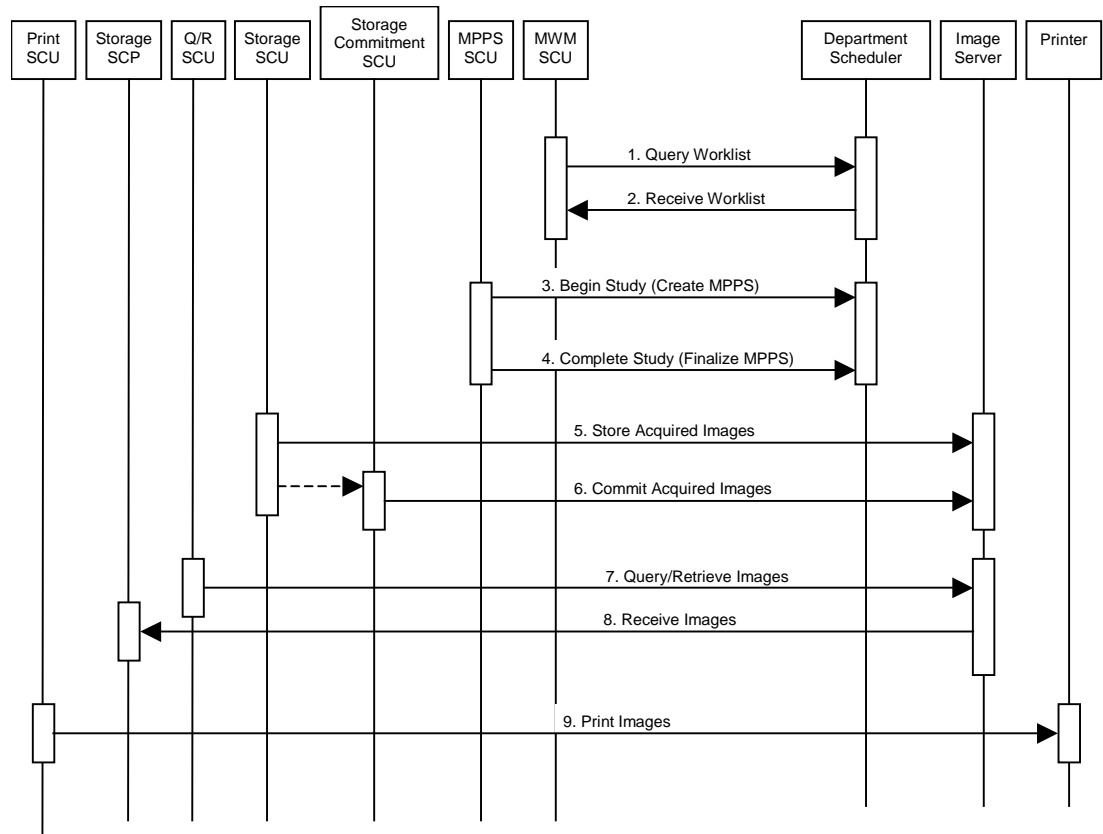 Print
SCU
Storage
SCP
Q/R
SCU
Storage
SCU
Storage
Commitment
SCU
MPPS
SCU
MWM
SCU
Department
Scheduler
Image
Server
Printer
1. Query Worklist
2. Receive Worklist
3. Begin Study (Create MPPS)
4. Complete Study (Finalize MPPS)
5. Store Acquired Images
6. Commit Acquired Images
7. Query/Retrieve Images
8. Receive Images
9. Print Images